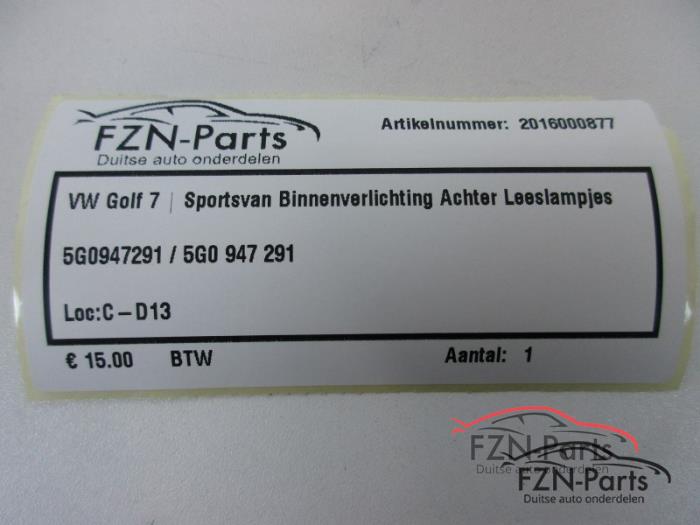 FZN-Parts
Duitse auto onderdelen
Artikelnummer: 2016000877
VW Golf 7 | Sportsvan Binnenverlichting Achter Leeslampjes
5G0947291 / 5G0 947 291
Loc:C-D13
€ 15.00 BTW Aantal: 1
FZN-Parts
Duitse auto onderdelen
FZN-Parts
Duitse auto onderdelen